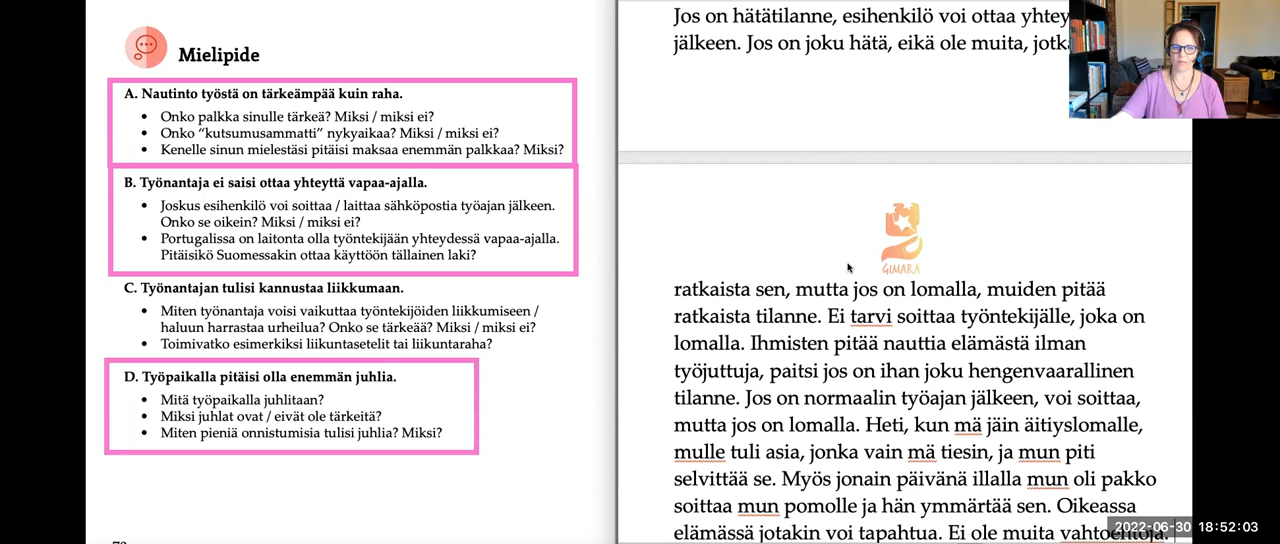 Mielipide
A. Nautinto työstä on tärkeämpää kuin raha.
• Onko palkka sinulle tärkeä? Miksi / miksi ei?
• Onko “kutsumusammatti” nykyaikaa? Miksi / miksi ei?
• Kenelle sinun mielestäsi pitäisi maksaa enemmän palkkaa? Miksi?
B. Työnantaja ei saisi ottaa yhteyttä vapaa-ajalla.
• Joskus esihenkilö voi soittaa / laittaa sähköpostia työajan jälkeen.
Onko se oikein? Miksi / miksi ei?
• Portugalissa on laitonta olla työntekijään yhteydessä vapaa-ajalla.
Pitäisikö Suomessakin ottaa käyttöön tällainen laki?
C. Työnantajan tulisi kannustaa liikkumaan.
• Miten työnantaja voisi vaikuttaa työntekijöiden liikkumiseen /
haluun harrastaa urheilua? Onko se tärkeää? Miksi / miksi ei?
• Toimivatko esimerkiksi liikuntasetelit tai liikuntaraha?
D. Työpaikalla pitäisi olla enemmän juhlia.
• Mitä työpaikalla juhlitaan?
• Miksi juhlat ovat / eivät ole tärkeitä?
• Miten pieniä onnistumisia tulisi juhlia? Miksi?
Jos on hätätilanne, esihenkilö voi ottaa
jälkeen. Jos on joku hätä, eikä ole muita,
GIMARA
ratkaista sen, mutta jos on lomalla, muiden pitää
ratkaista tilanne. Ei tarvi soittaa työntekijälle, joka on
lomalla. Ihmisten pitää nauttia elämästä ilman
työjuttuja, paitsi jos on ihan joku hengenvaarallinen
tilanne. Jos on normaalin työajan jälkeen, voi soittaa,
mutta jos on lomalla. Heti, kun mä jäin äitiyslomalle,
mulle tuli asia, jonka vain mä tiesin, ja mun piti
selvittää se. Myös jonain päivänä illalla mun oli pakko
soittaa mun pomolle ja hän ymmärtää sen. Oikeassa
elämässä jotakin voi tapahtua. Ei ole muita vahtoehtoja.
2022-06-30 18:52:03